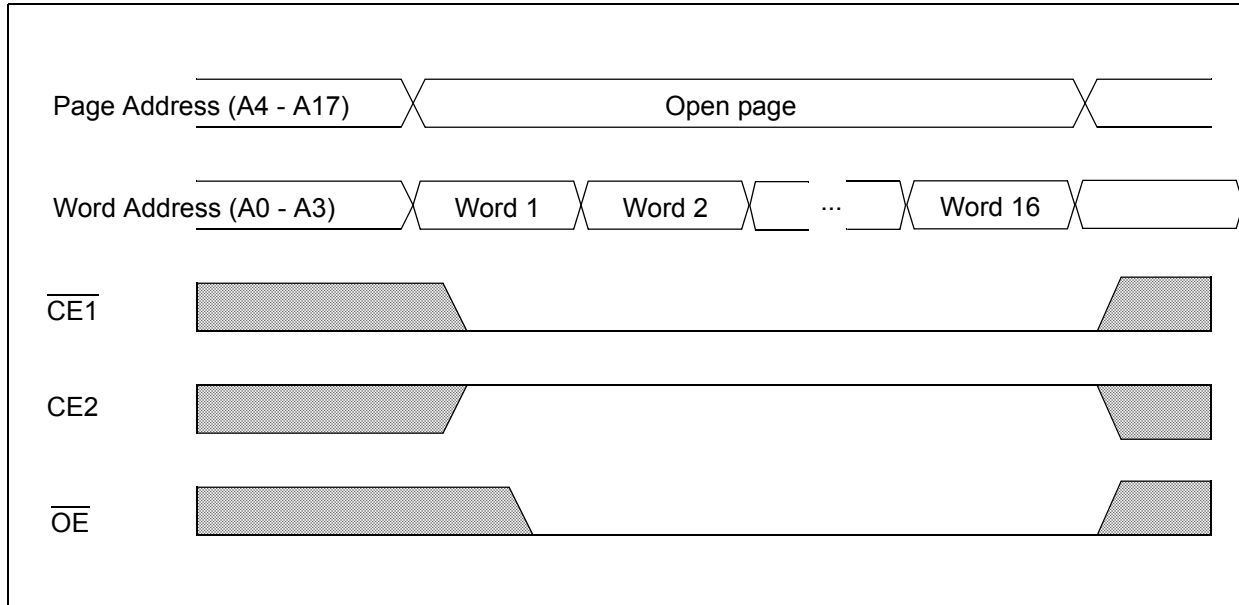 Page Address (A4 - A17)
Open page
Word Address (A0 - A3)
Word 1
Word 2
...
Word 16
CE1
CE2
OE